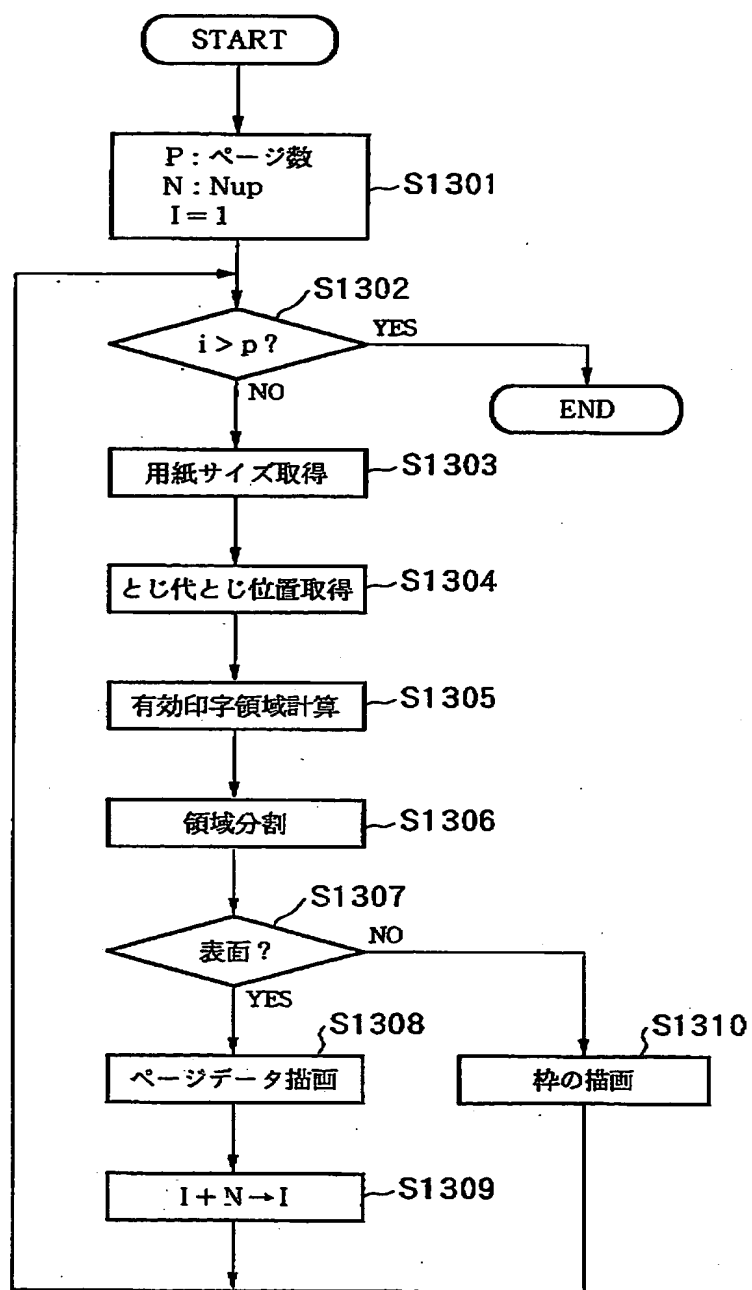 START
P：ページ数
N：Nup
I＝1
S1301
S1302
i＞p？
YES
NO
END
用紙サイズ取得
S1303
とじ代とじ位置取得
S1304
有効印字領域計算
S1305
領域分割
S1306
S1307
表面？
NO
YES
S1308
ページデータ描画
S1310
枠の描画
I＋N→I
S1309